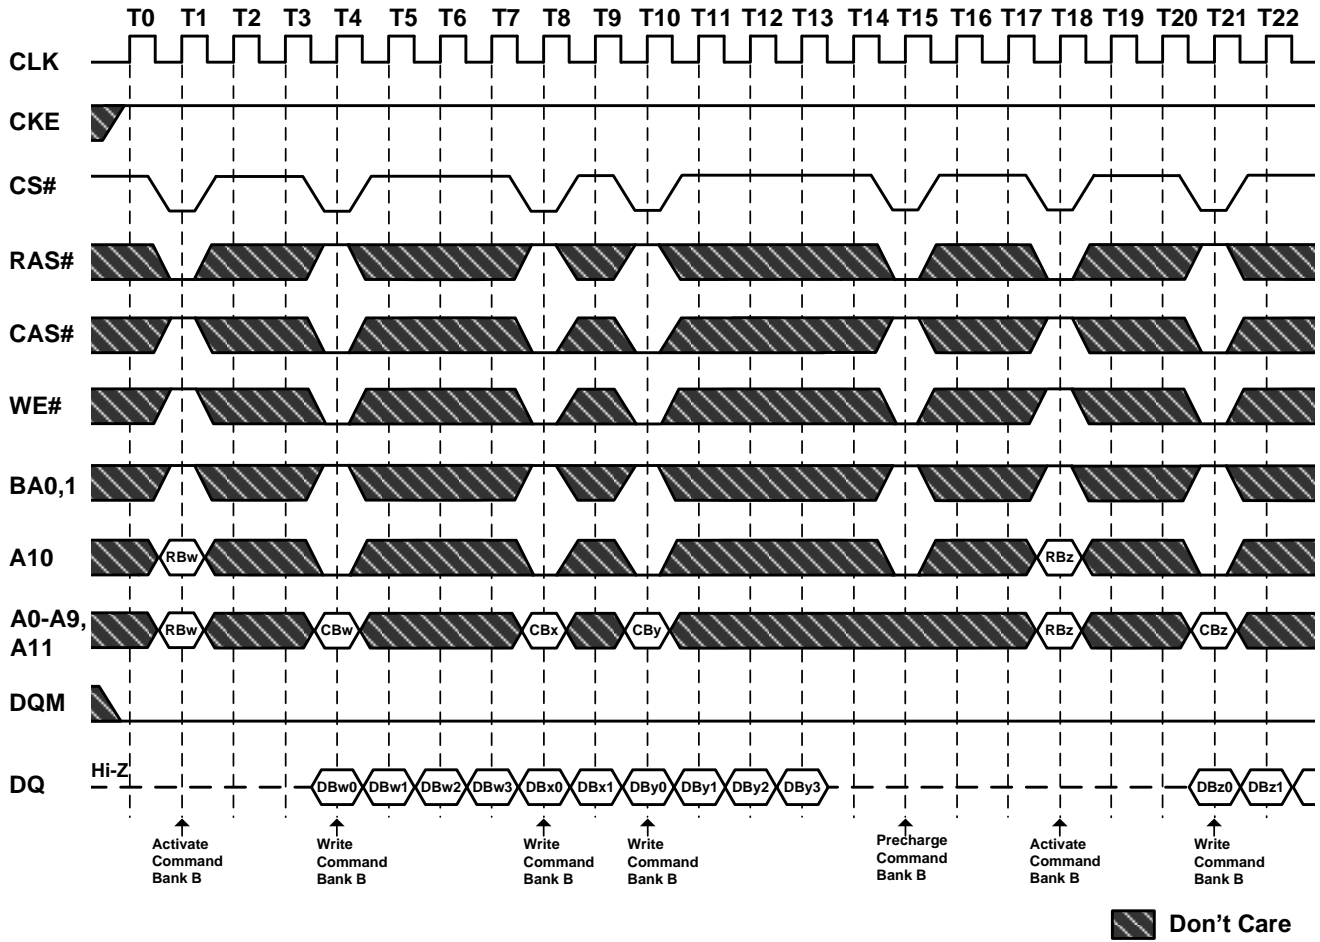 T0 T1 T2 T3 T4 T5 T6 T7 T8 T9 T10 T11 T12 T13 T14 T15 T16 T17 T18 T19 T20 T21 T22
CLK
CKE
CS#
RAS#
CAS#
WE#
BA0,1
A10 RBw RBz
A0-A9,
A11
RBw CBw CBx CBy RBz CBz
DQM
Hi-Z
DQ DBw0 DBw1 DBw2 DBw3 DBx0 DBx1 DBy0 DBy1 DBy2 DBy3 DBz0 DBz1
Activate
Command
Bank B
Write
Command
Bank B
Write
Command
Bank B
Write
Command
Bank B
Precharge
Command
Bank B
Activate
Command
Bank B
Write
Command
Bank B
Don't Care